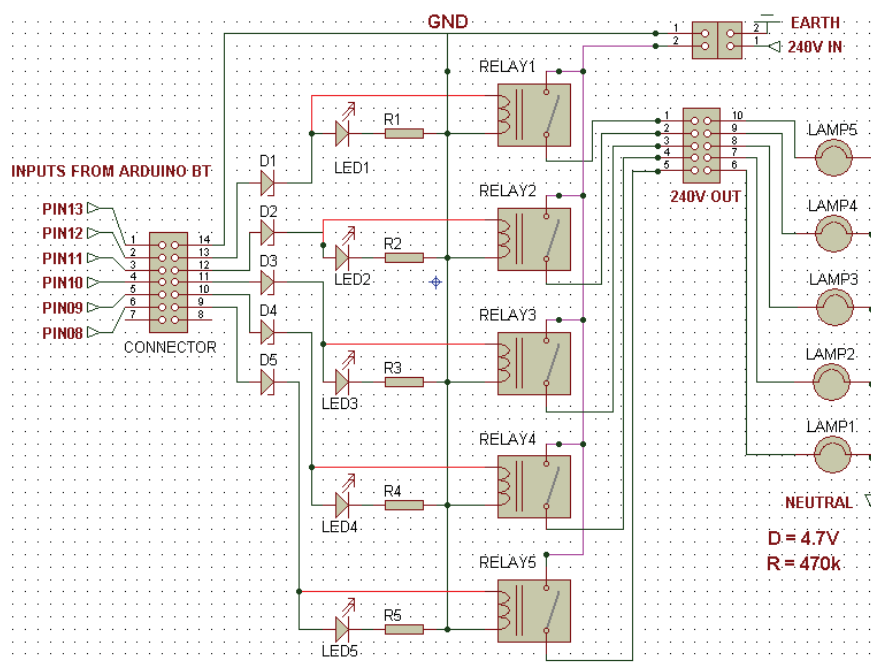 GND
1 2 EARTH
2 1 240V IN
RELAY1
R1
LED1
1 10
2 9
3 8
4 7
5 6
240V OUT
LAMP5
INPUTS FROM ARDUINO BT
D1
PIN13
PIN12
PIN11
PIN10
PIN09
PIN08
1 14
2 13
3 12
4 11
5 10
6 9
7 8
CONNECTOR
D2
RELAY2
R2
LED2
LAMP4
D3
LAMP3
D4
RELAY3
R3
LED3
LAMP2
D5
RELAY4
R4
LED4
LAMP1
NEUTRAL
D = 4.7V
R = 470k
RELAY5
R5
LED5